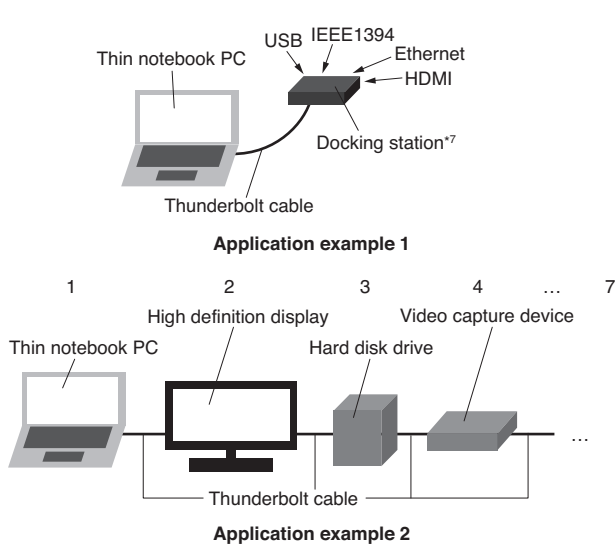 USB
IEEE1394
Ethernet
HDMI
Thin notebook PC
Docking station*7
Thunderbolt cable
Application example 1
1 2 3 4 … 7
High definition display
Video capture device
Thin notebook PC
Hard disk drive
…
Thunderbolt cable
Application example 2